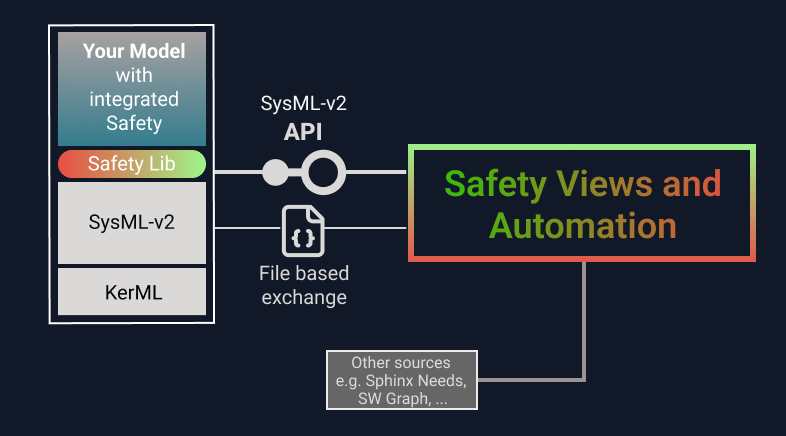 Your Model
with
integrated
Safety
Safety Lib
SysML-v2
KerML
SysML-v2
API
{}
File based
exchange
Safety Views and
Automation
Other sources
e.g. Sphinx Needs,
SW Graph, ...